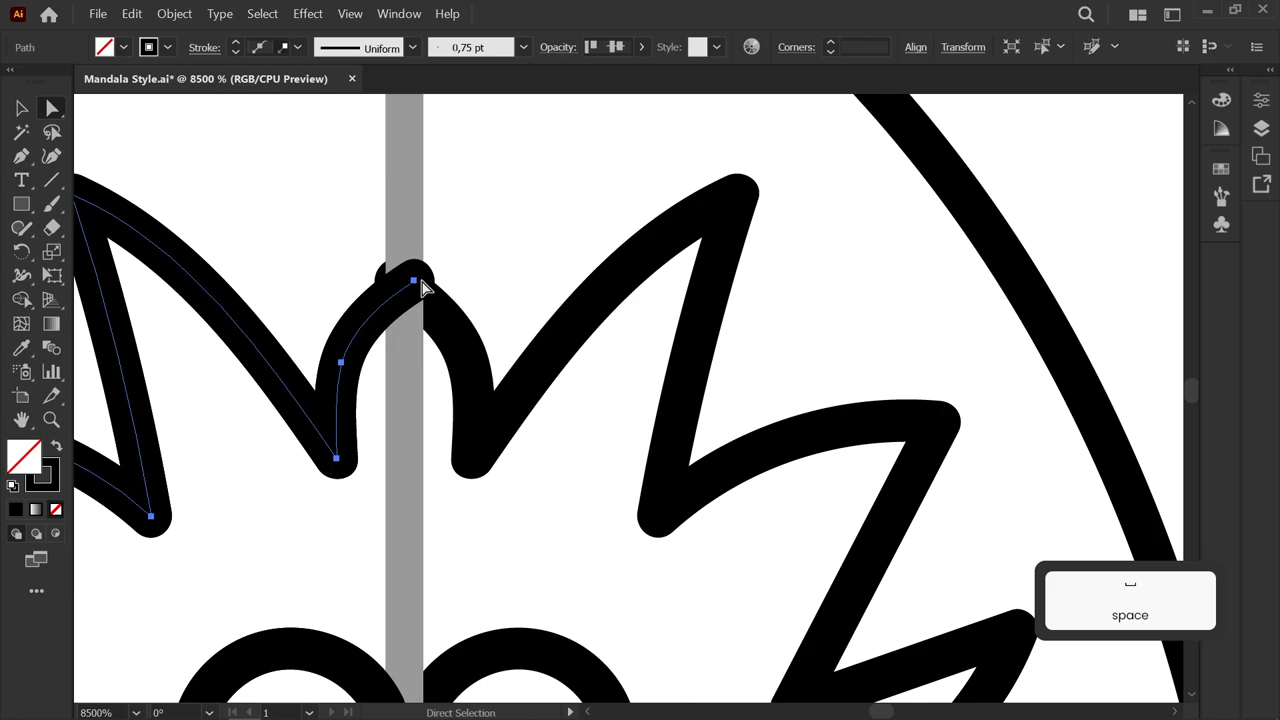 Ai File Edit Object Type Select Effect View Window Help
Path Stroke: Uniform 0,75 pt Opacity: Style: Corners: Align Transform
Mandala Style.ai* @ 8500 % (RGB/CPU Preview)
space
8500% 0° 1 Direct Selection